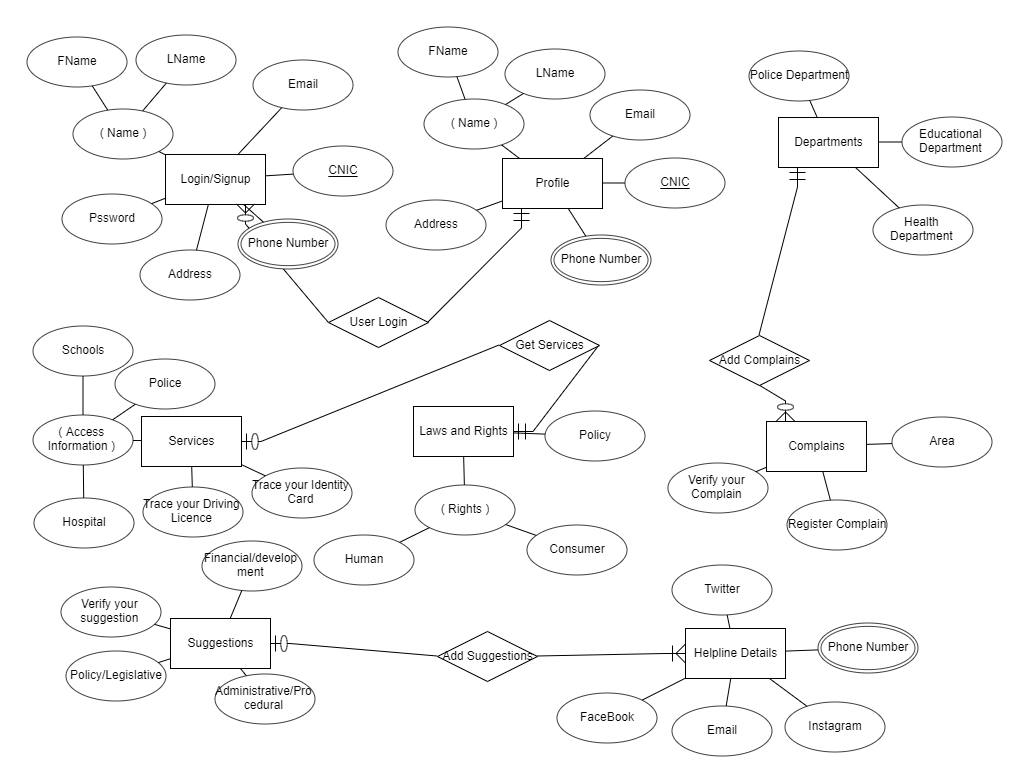 FName
LName
( Name )
Email
Login/Signup
CNIC
Pssword
Phone Number
Address
FName
LName
( Name )
Email
Profile
CNIC
Address
Phone Number
User Login
Police Department
Departments
Educational
Department
Health
Department
Add Complains
Complains
Area
Verify your
Complain
Register Complain
Schools
Police
( Access
Information )
Services
Hospital
Trace your Driving
Licence
Trace your Identity
Card
Get Services
Laws and Rights
Policy
( Rights )
Human
Consumer
Financial/develop
ment
Verify your
suggestion
Suggestions
Policy/Legislative
Administrative/Pro
cedural
Add Suggestions
Twitter
Helpline Details
Phone Number
FaceBook
Email
Instagram